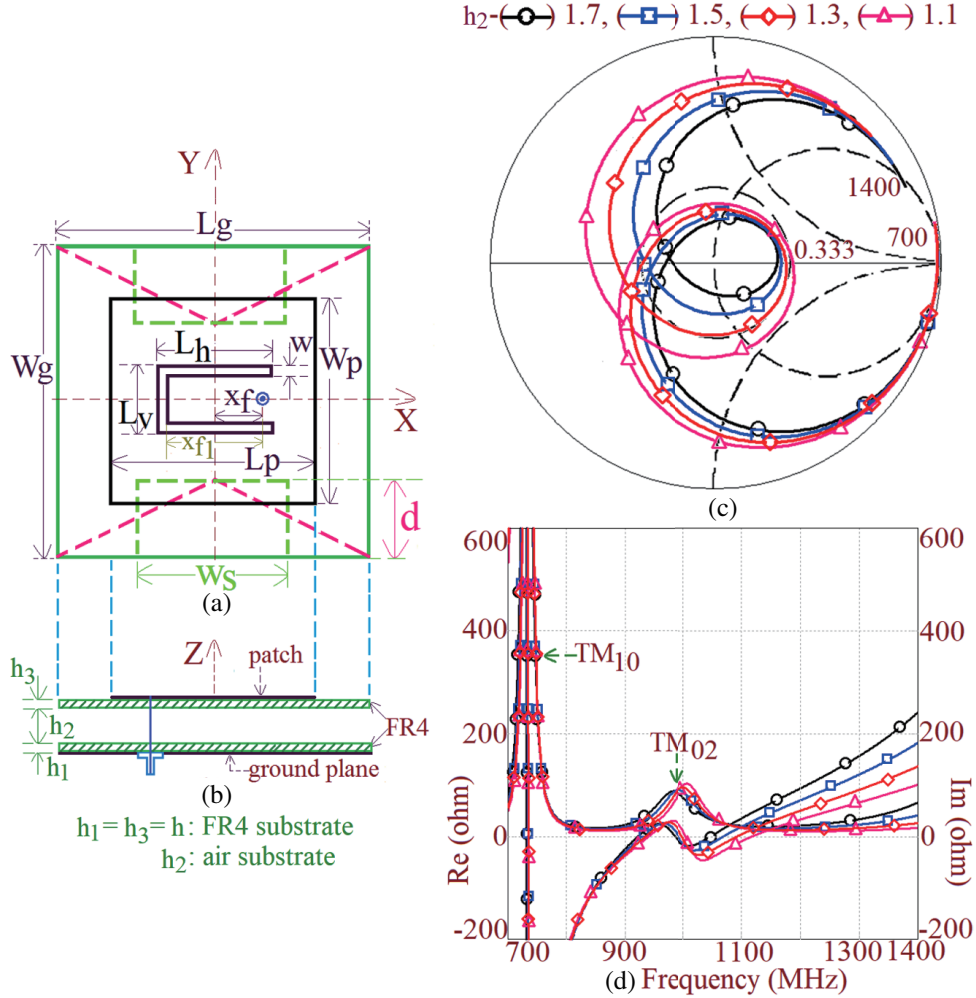 h2-( ) 1.7, ( ) 1.5, ( ) 1.3, ( ) 1.1
Y
Lg
Wg
Lh
w
Wp
Lv
xf
X
xf1
Lp
d
Ws
(a)
Z
patch
h3
h2
FR4
h1
ground plane
(b)
h1 = h3 = h : FR4 substrate
h2: air substrate
1400
700
0.333
(c)
600
600
400
400
TM10
200
200
TM02
0
0
-200
-200
Re (ohm)
Im (ohm)
700 900 1100 1300 1400
(d) Frequency (MHz)